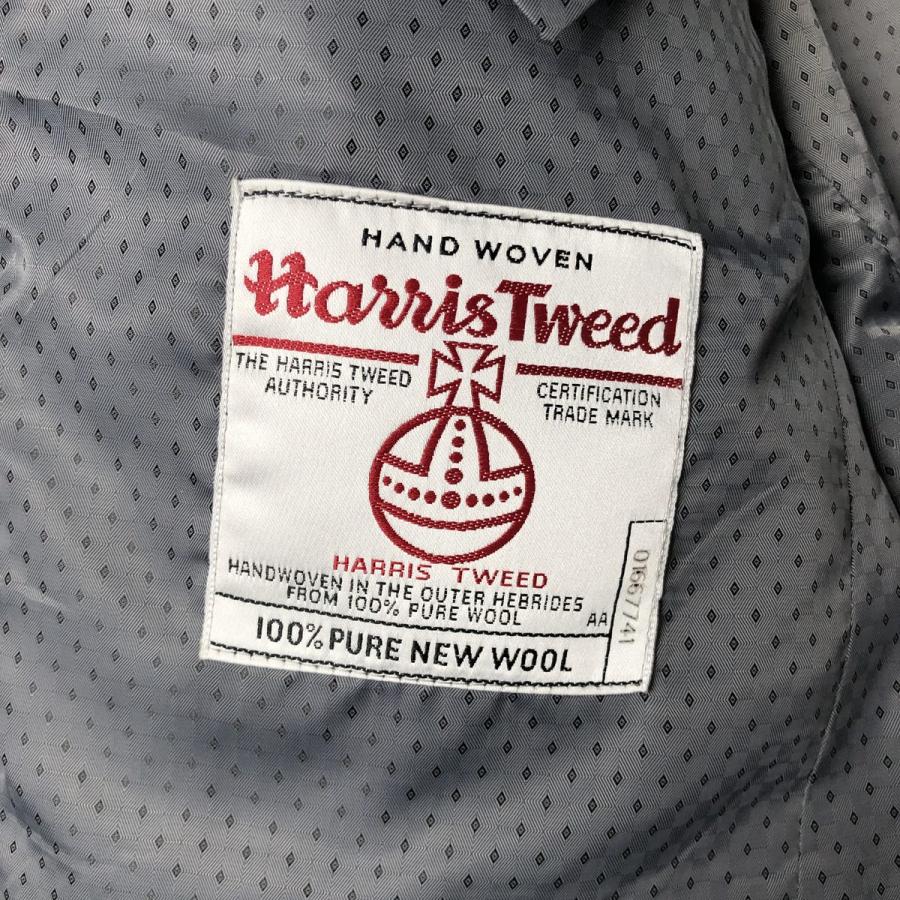 HAND WOVEN
Harris Tweed
THE HARRIS TWEED
AUTHORITY
CERTIFICATION
TRADE MARK
HARRIS TWEED
HANDWOVEN IN THE OUTER HEBRIDES
FROM 100% PURE WOOL
AA
01667741
100% PURE NEW WOOL